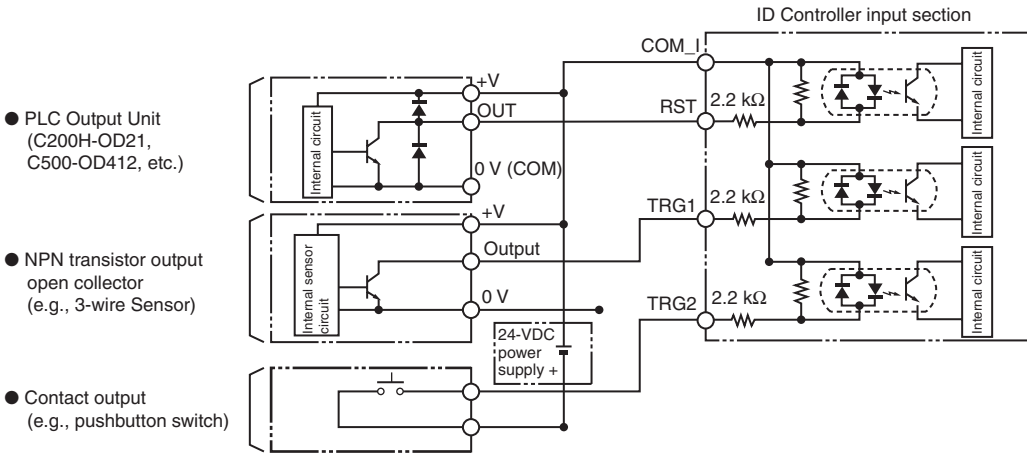 ID Controller input section
COM_I
+V
● PLC Output Unit
(C200H-OD21,
C500-OD412, etc.)
Internal circuit
OUT
0 V (COM)
RST
2.2 kΩ
Internal circuit
● NPN transistor output
open collector
(e.g., 3-wire Sensor)
Internal sensor
circuit
+V
Output
0 V
TRG1
2.2 kΩ
Internal circuit
TRG2
2.2 kΩ
Internal circuit
24-VDC
power
supply +
● Contact output
(e.g., pushbutton switch)